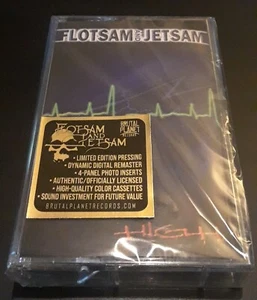 FLOTSAM AND JETSAM
FLOTSAM
AND
JETSAM
BRUTAL
PLANET
RECORDS
• LIMITED EDITION PRESSING
• DYNAMIC DIGITAL REMASTER
• 4-PANEL PHOTO INSERTS
• AUTHENTIC/OFFICIALLY LICENSED
• HIGH-QUALITY COLOR CASSETTES
• SOUND INVESTMENT FOR FUTURE VALUE
BRUTALPLANETRECORDS.COM
High